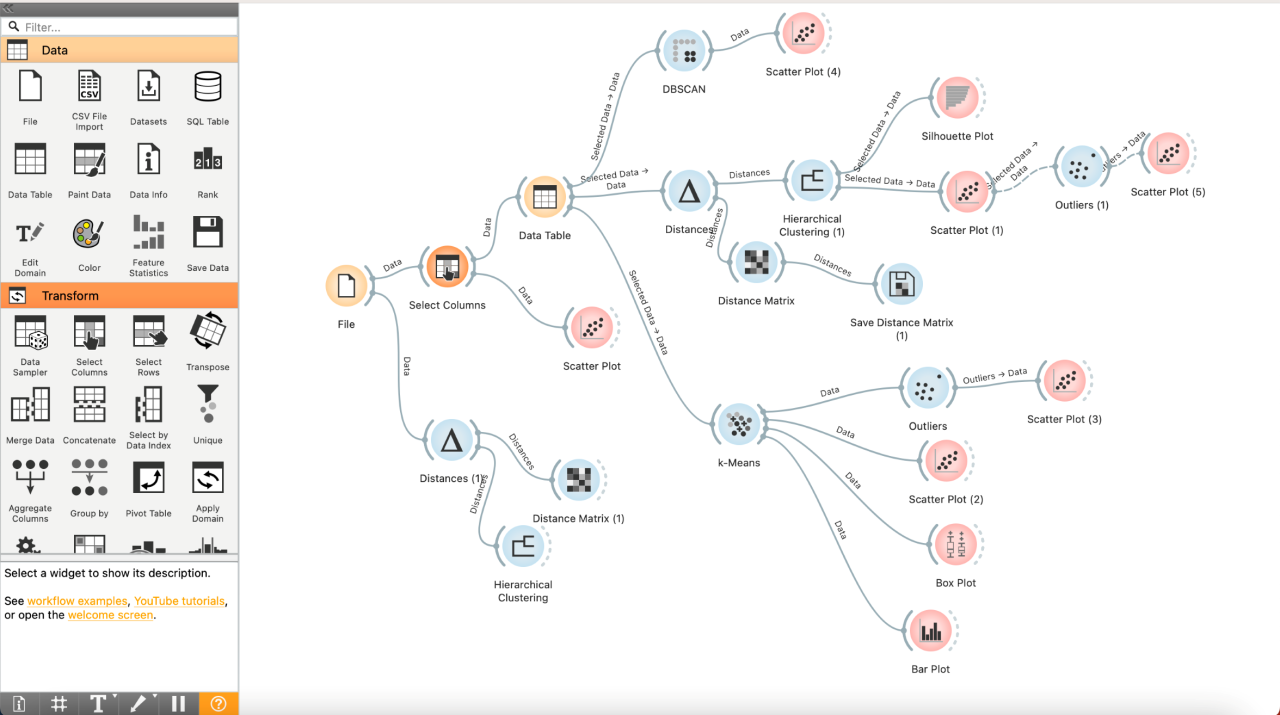 Filter...
Data
File
CSV File
Import
Datasets
SQL Table
Data Table
Paint Data
Data Info
Rank
Edit
Domain
Color
Feature
Statistics
Save Data
Transform
Data
Sampler
Select
Columns
Select
Rows
Transpose
Merge Data
Concatenate
Select by
Data Index
Unique
Aggregate
Columns
Group by
Pivot Table
Apply
Domain
Select a widget to show its description.
See workflow examples, YouTube tutorials,
or open the welcome screen.
File
Data
Select Columns
Data
Data Table
Data
Scatter Plot
Data
Distances (1)
Distances
Distance Matrix (1)
Distances
Hierarchical
Clustering
Selected Data → Data
DBSCAN
Data
Scatter Plot (4)
Selected Data →
Data
Distances
Distances
Hierarchical
Clustering (1)
Selected Data → Data
Silhouette Plot
Selected Data → Data
Scatter Plot (1)
Selected Data →
Data
Outliers (1)
liers → Data
Scatter Plot (5)
Distances
Distance Matrix
Distances
Save Distance Matrix
(1)
Selected Data → Data
k-Means
Data
Outliers
Outliers → Data
Scatter Plot (3)
Data
Scatter Plot (2)
Data
Box Plot
Data
Bar Plot